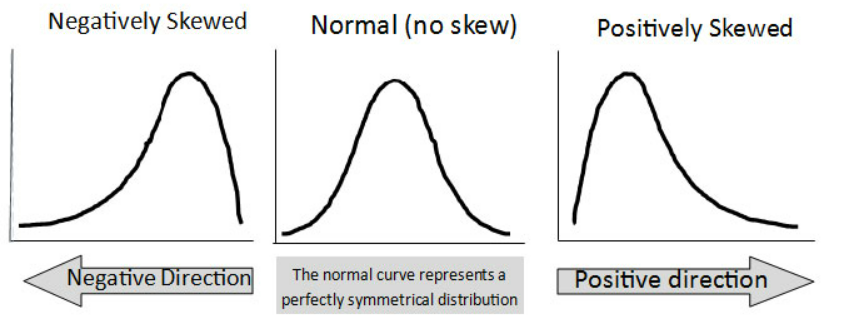 Negatively Skewed
Normal (no skew)
Positively Skewed
Negative Direction
The normal curve represents a
perfectly symmetrical distribution
Positive direction